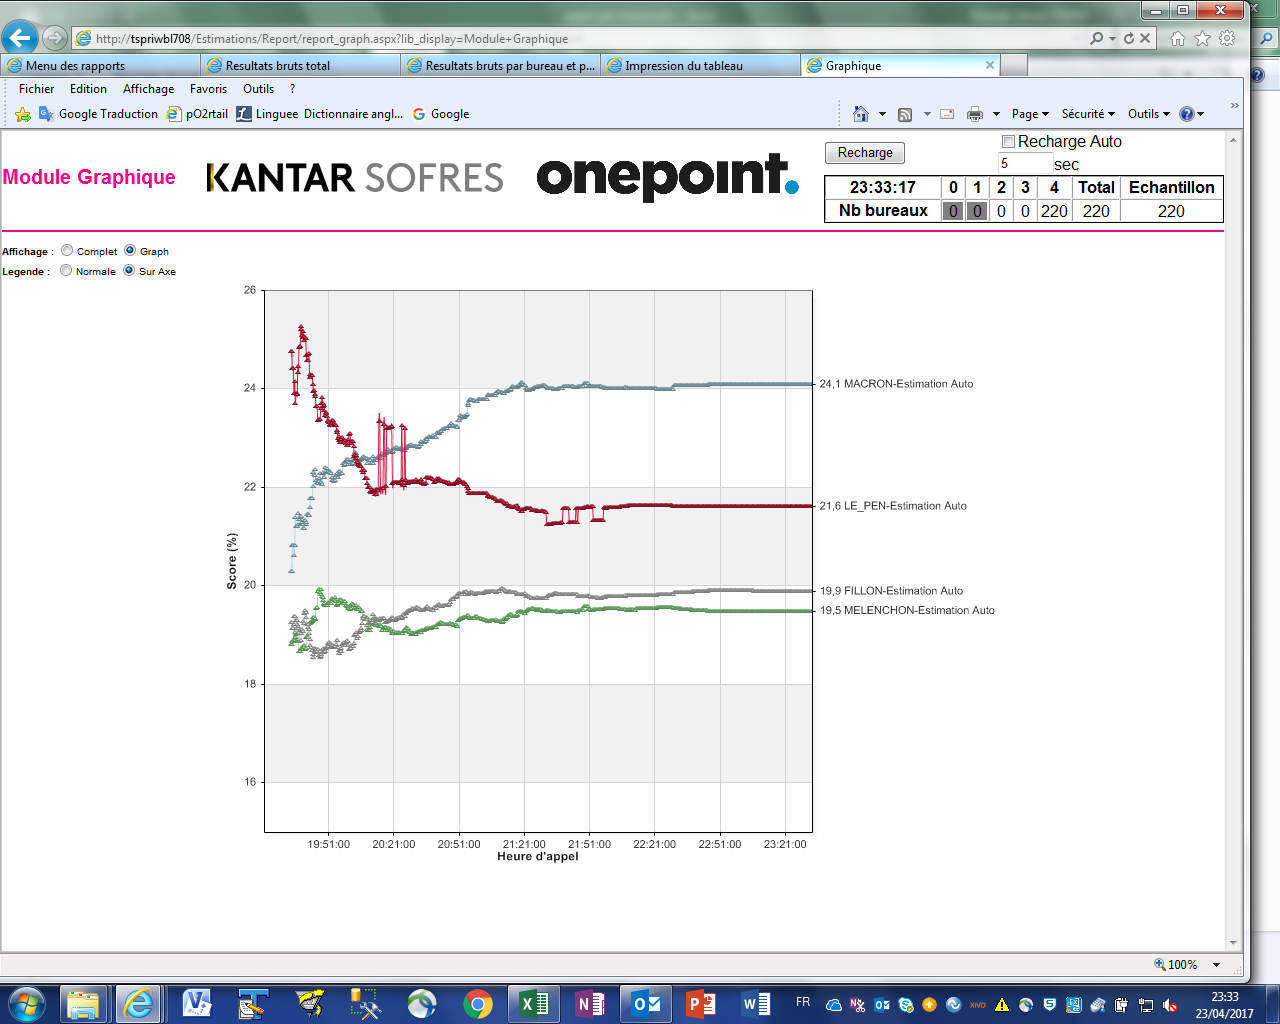 http://tspriwbl708/Estimations/Report/report_graph.aspx?lib_display=Module+Graphique
Menu des rapports
Resultats bruts total
Resultats bruts par bureau et p...
Impression du tableau
Graphique
Fichier Edition Affichage Favoris Outils ?
Google Traduction pO2rtail Linguee Dictionnaire angl... Google
Page Sécurité Outils
Module Graphique
KANTAR SOFRES
onepoint.
Recharge
Recharge Auto
5 sec
23:33:17 0 1 2 3 4 Total Echantillon
Nb bureaux 0 0 0 0 220 220 220
Affichage : Complet Graph
Legende : Normale Sur Axe
26
24
22
20
18
16
Score (%)
24,1 MACRON-Estimation Auto
21,6 LE_PEN-Estimation Auto
19,9 FILLON-Estimation Auto
19,5 MELENCHON-Estimation Auto
19:51:00 20:21:00 20:51:00 21:21:00 21:51:00 22:21:00 22:51:00 23:21:00
Heure d'appel
100%
FR
23:33
23/04/2017